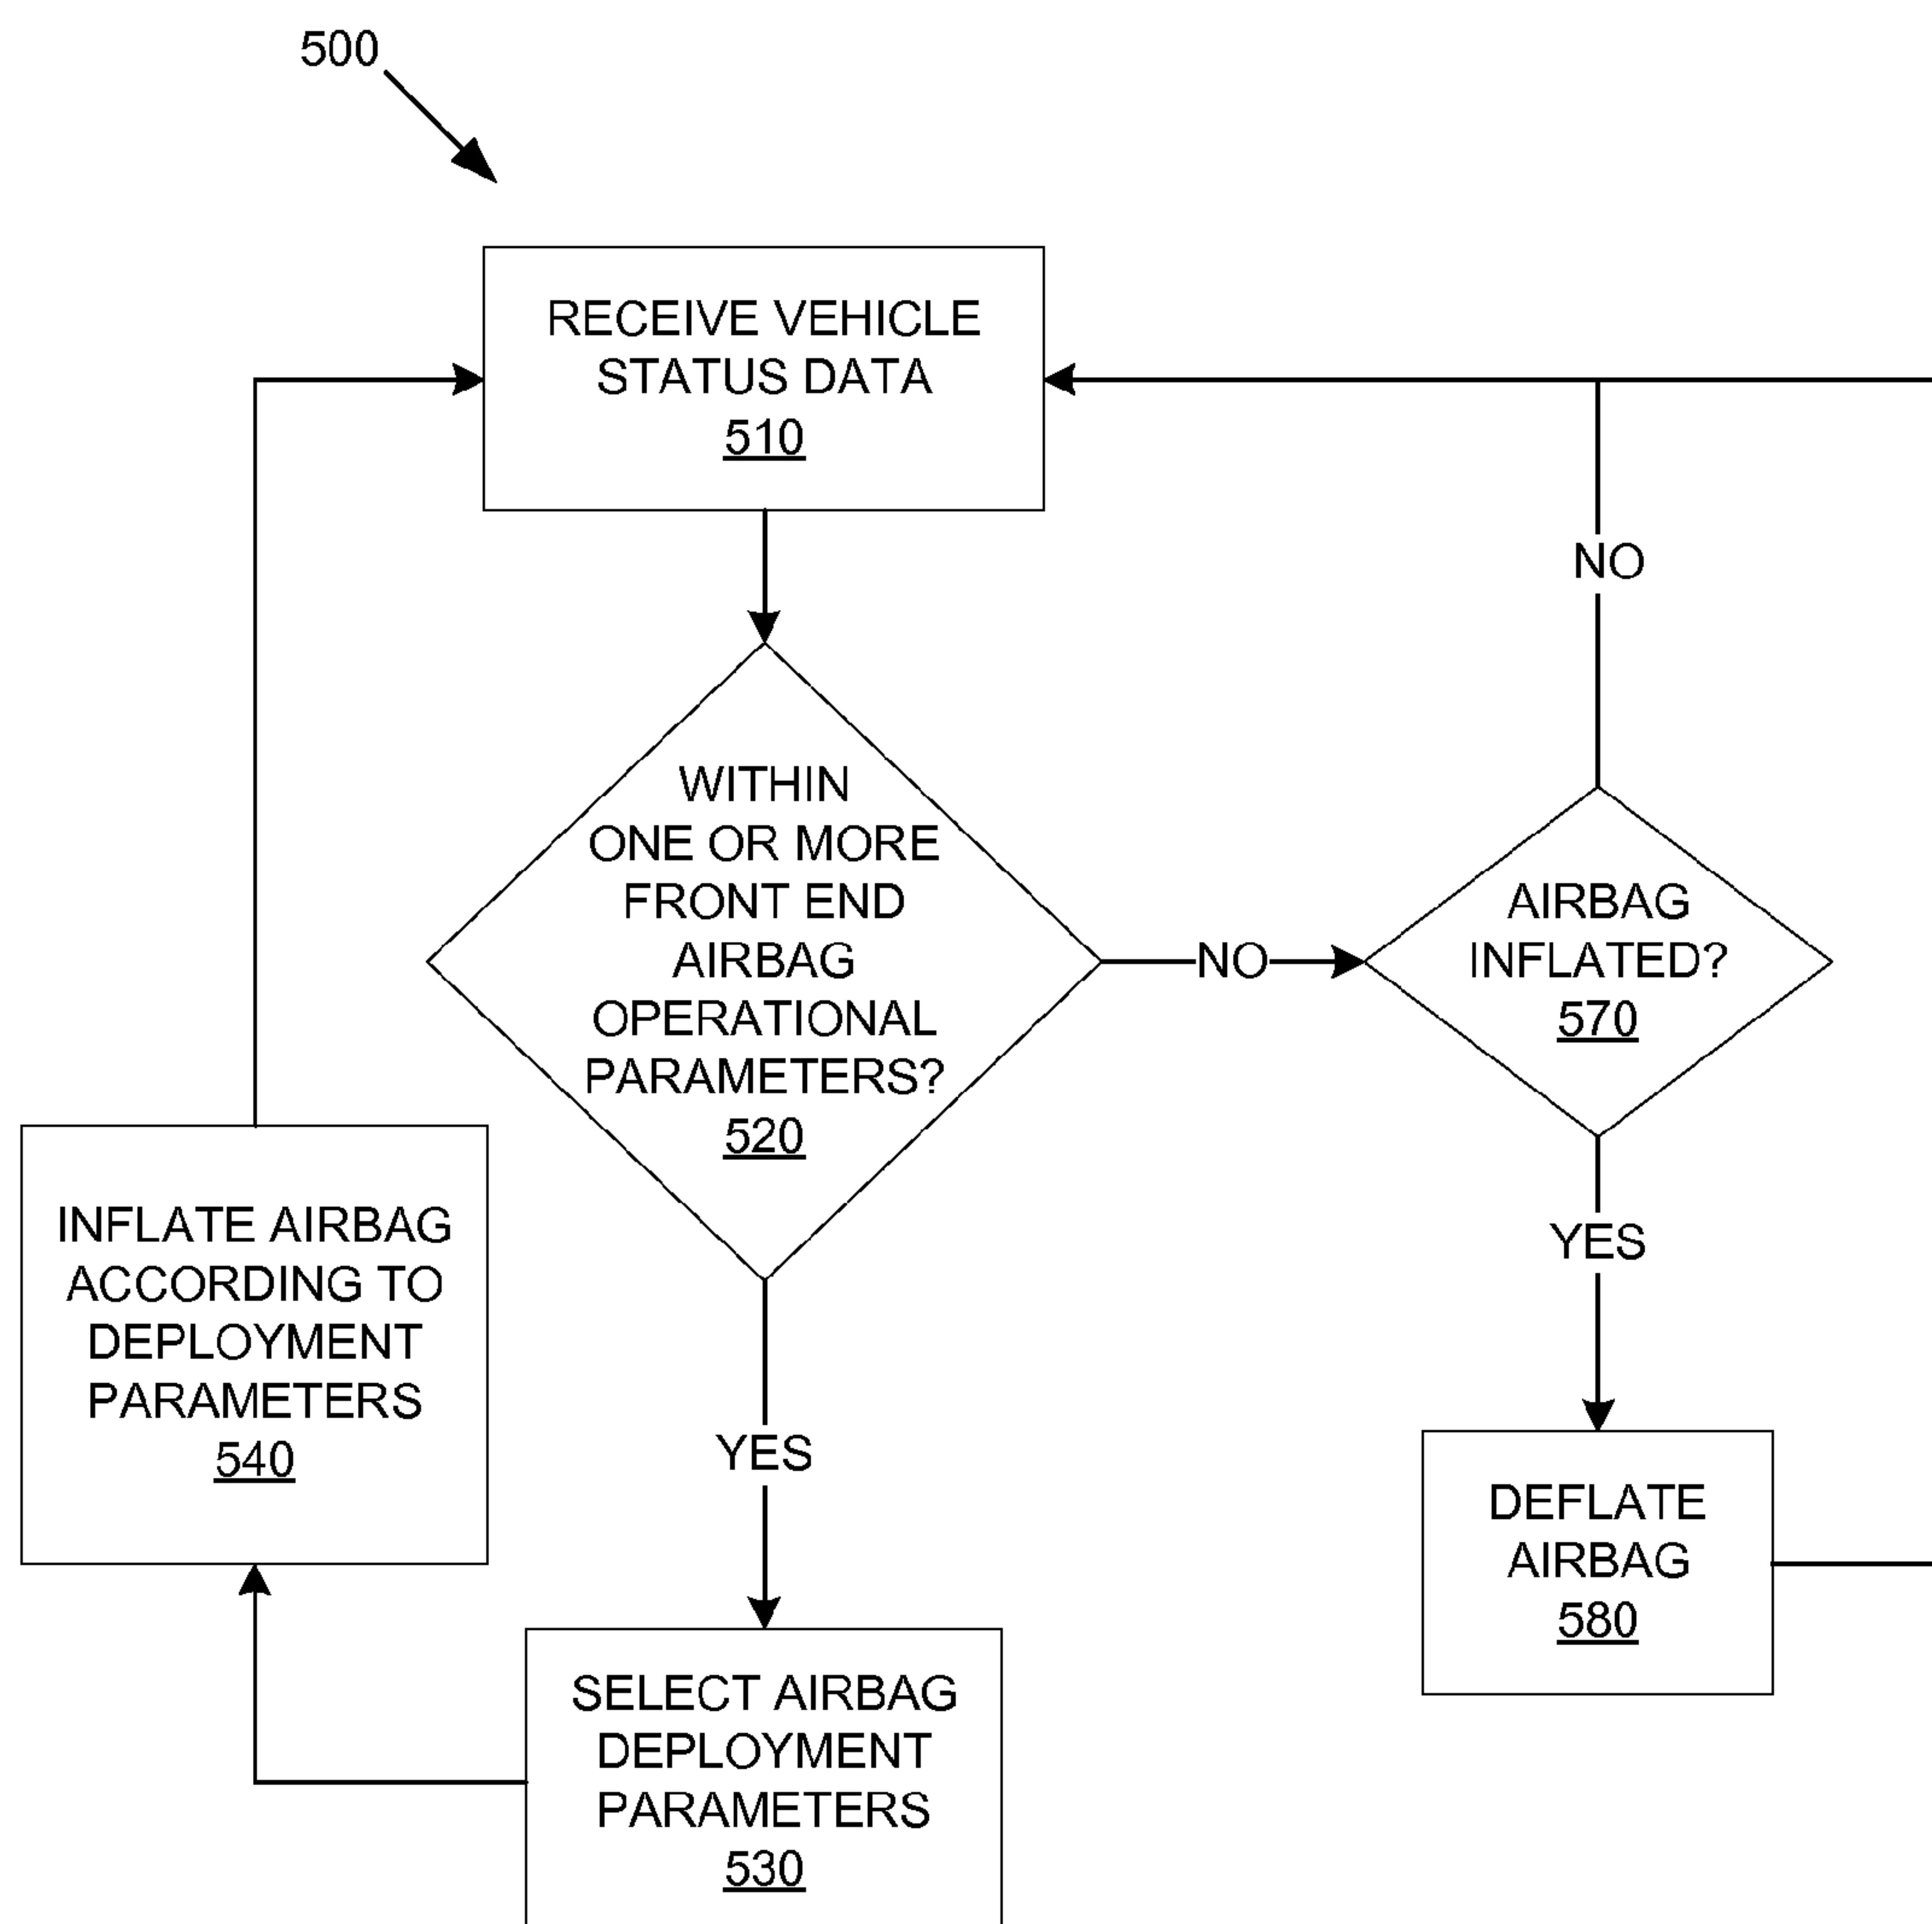 500
RECEIVE VEHICLE
STATUS DATA
510
NO
WITHIN
ONE OR MORE
FRONT END
AIRBAG
OPERATIONAL
PARAMETERS?
520
NO
AIRBAG
INFLATED?
570
INFLATE AIRBAG
ACCORDING TO
DEPLOYMENT
PARAMETERS
540
YES
YES
DEFLATE
AIRBAG
580
SELECT AIRBAG
DEPLOYMENT
PARAMETERS
530